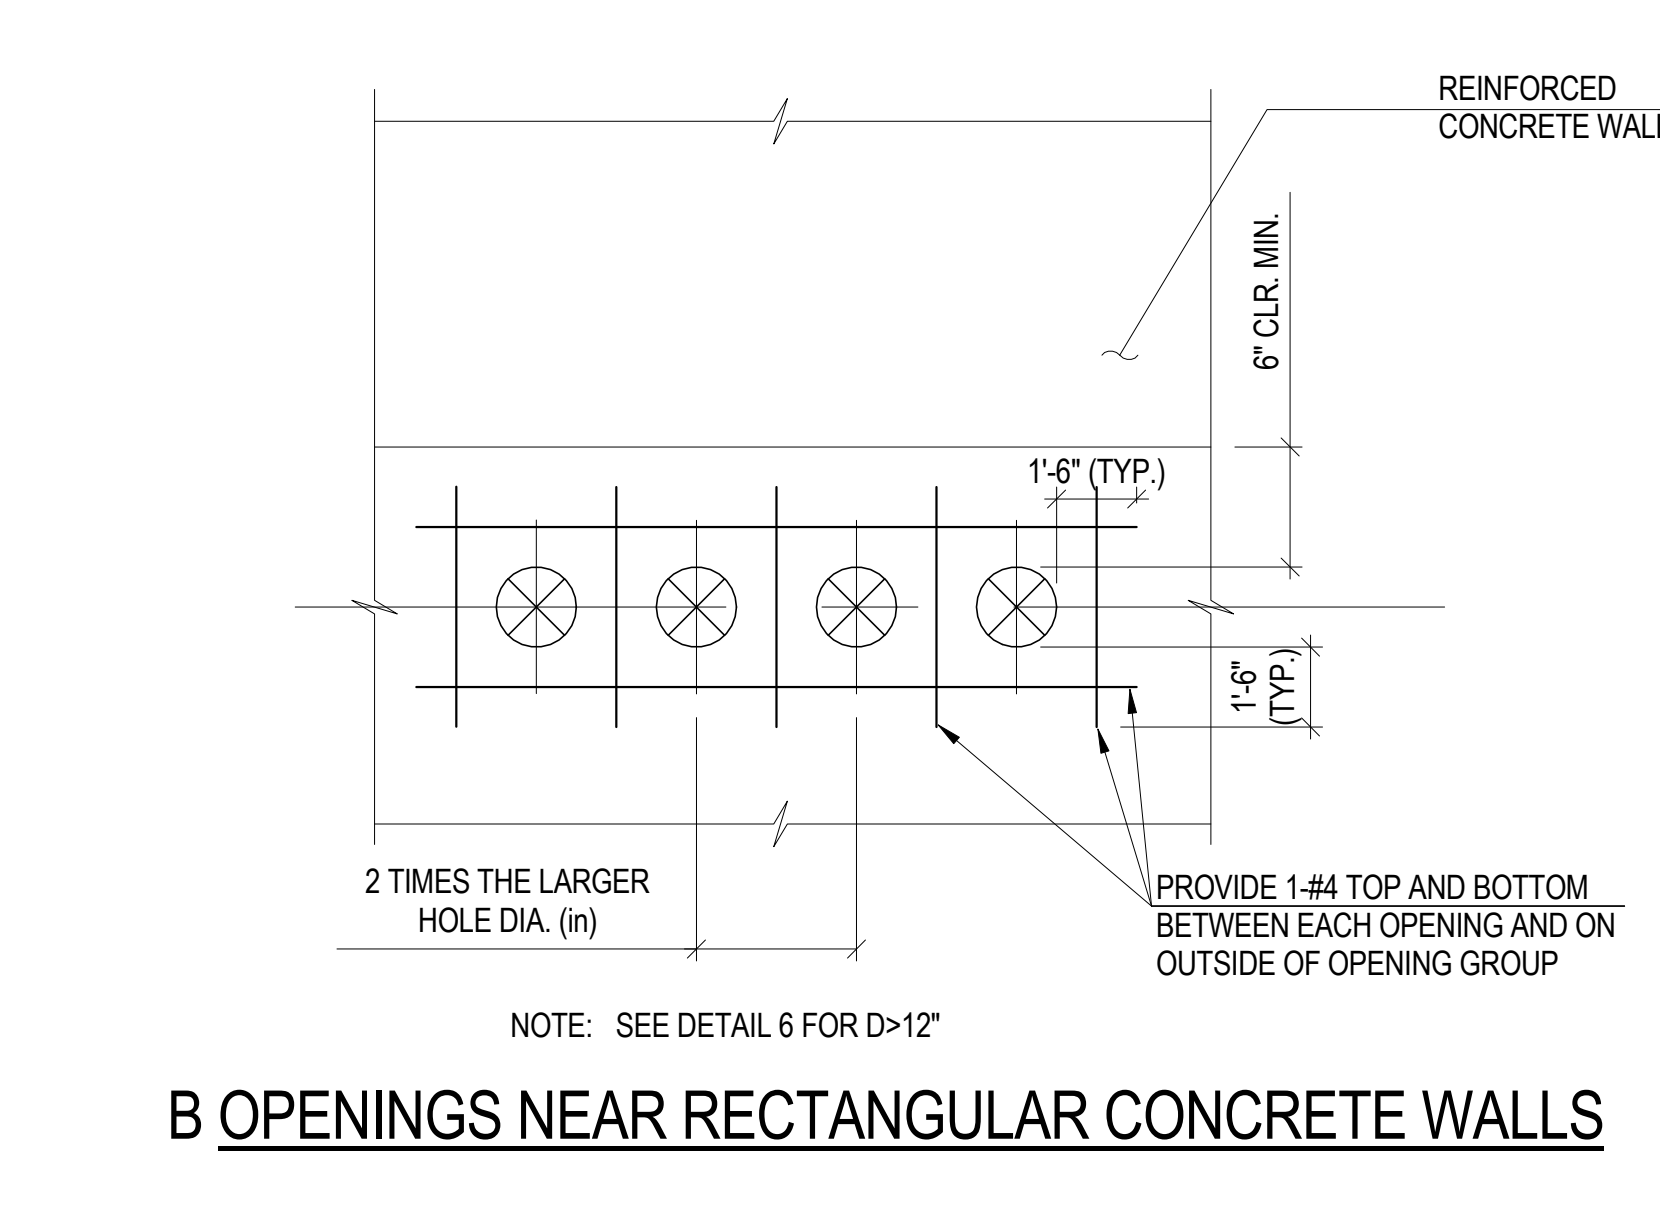 REINFORCED
CONCRETE WALL
6" CLR. MIN.
1'-6" (TYP.)
1'-6"
(TYP.)
2 TIMES THE LARGER
HOLE DIA. (in)
PROVIDE 1-#4 TOP AND BOTTOM
BETWEEN EACH OPENING AND ON
OUTSIDE OF OPENING GROUP
NOTE: SEE DETAIL 6 FOR D>12"
B OPENINGS NEAR RECTANGULAR CONCRETE WALLS